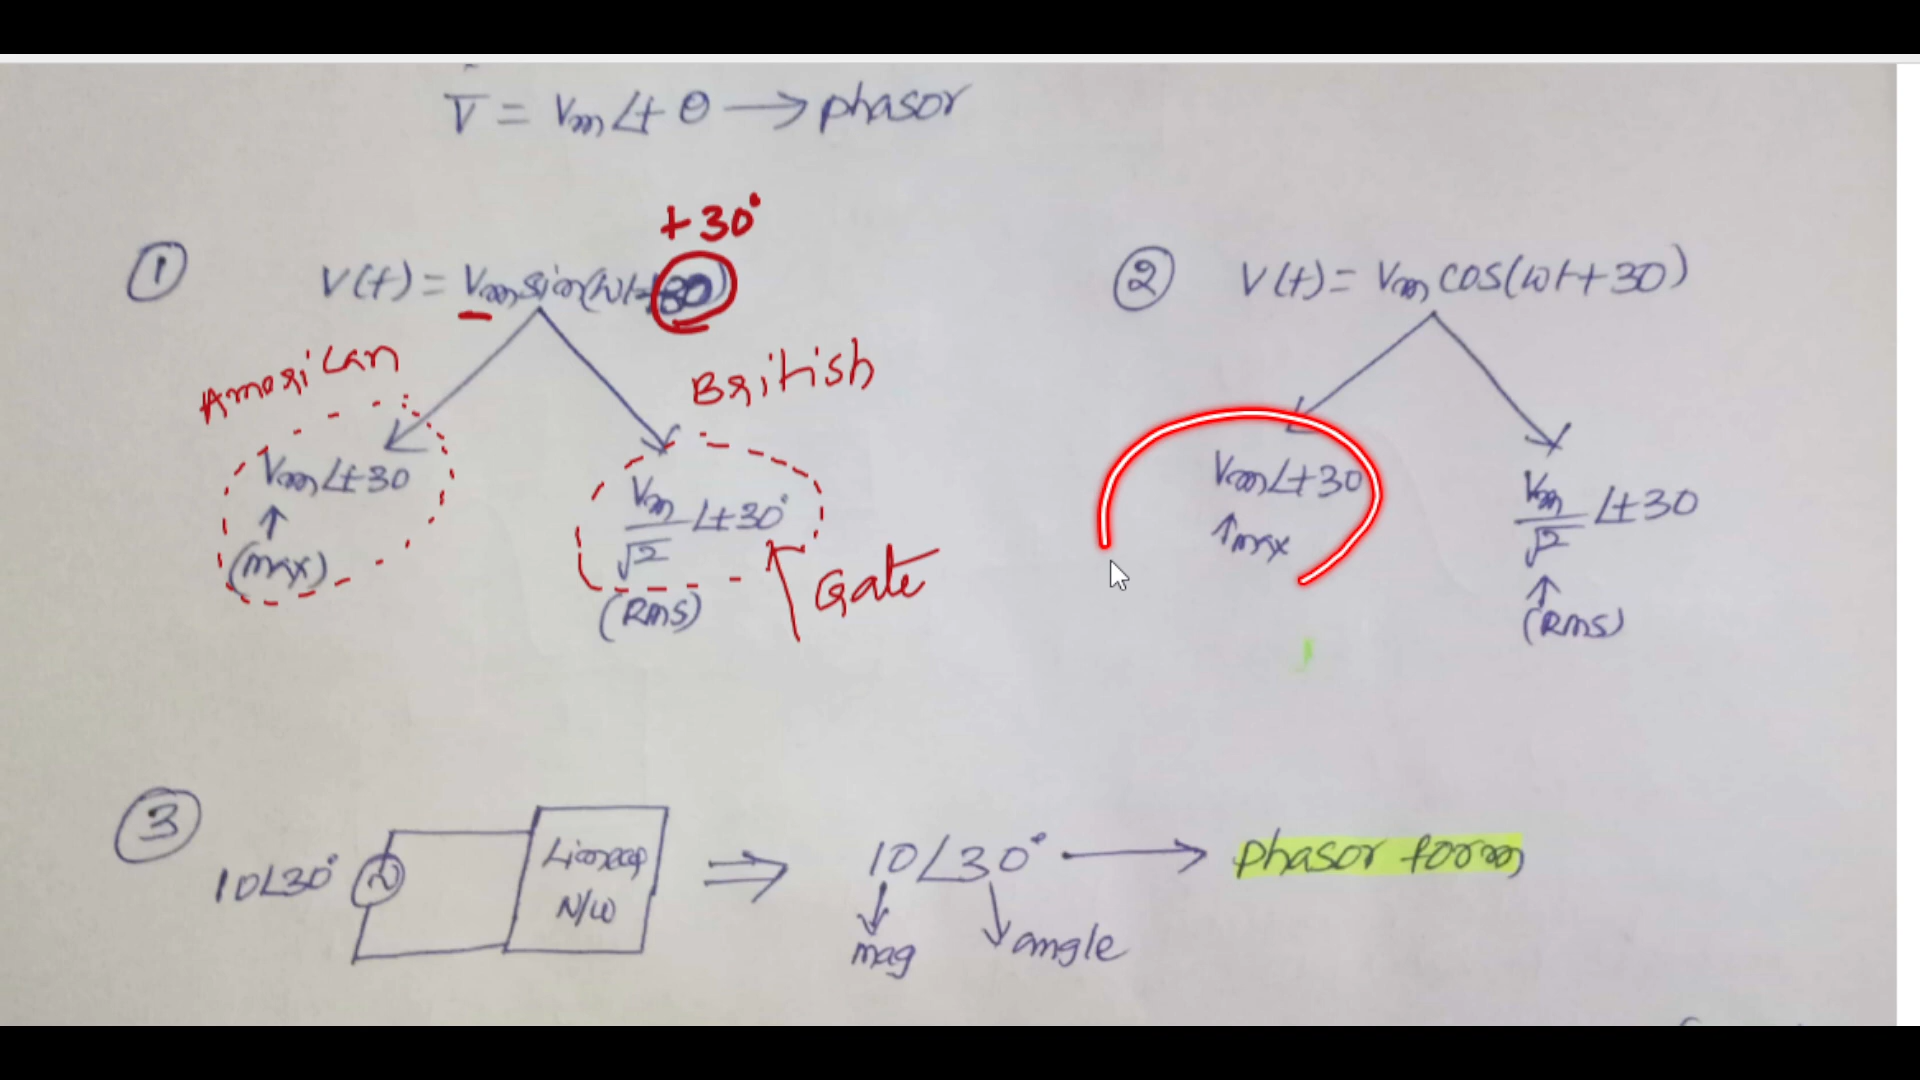 V̅ = Vm∠+θ → phasor
+30°
① V(t) = Vm sin(ωt+30)
② V(t) = Vm cos(ωt+30)
American
British
Vm∠+30
↑
(max)
Vm/√2 ∠+30°
(RMS)
Gate
Vm∠+30
↑max
Vm/√2 ∠+30
↑
(RMS)
③
10∠30°
Linear
N/W
⇒ 10∠30° → phasor form
mag
angle